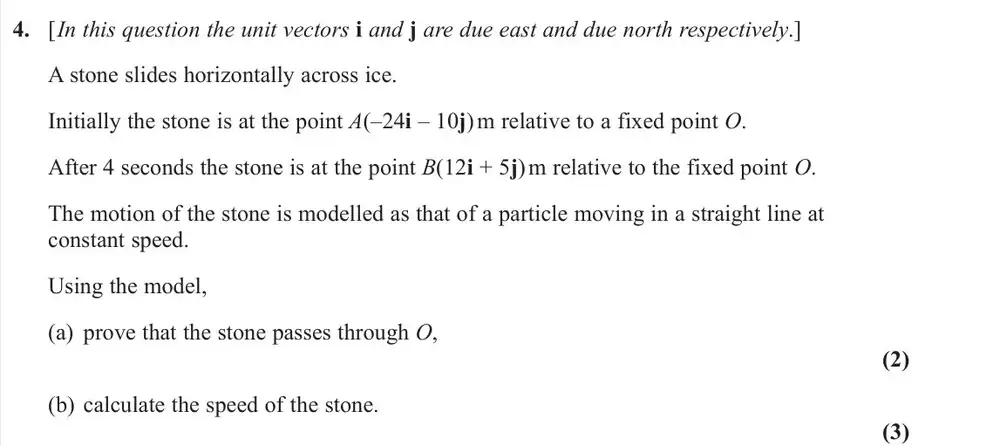 4. [In this question the unit vectors i and j are due east and due north respectively.]
A stone slides horizontally across ice.
Initially the stone is at the point A(–24i – 10j) m relative to a fixed point O.
After 4 seconds the stone is at the point B(12i + 5j) m relative to the fixed point O.
The motion of the stone is modelled as that of a particle moving in a straight line at
constant speed.
Using the model,
(a) prove that the stone passes through O,
(2)
(b) calculate the speed of the stone.
(3)